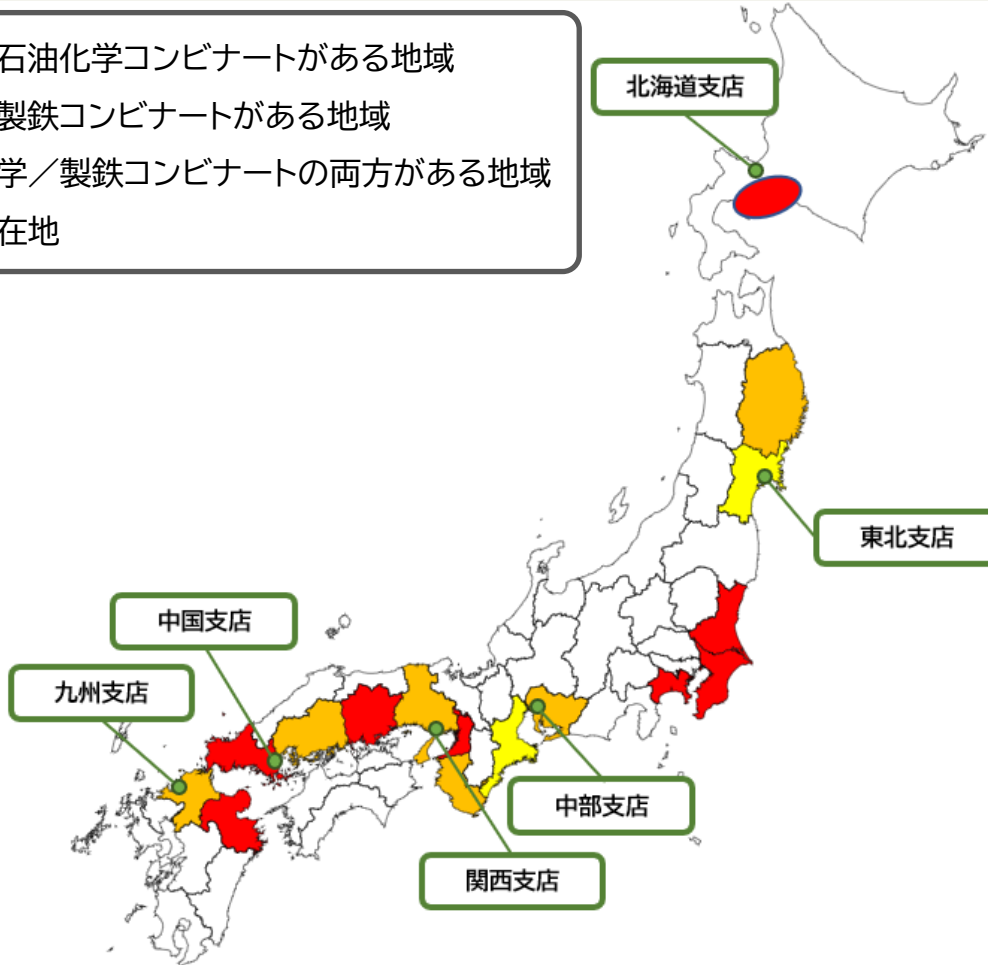 石油化学コンビナートがある地域
製鉄コンビナートがある地域
学／製鉄コンビナートの両方がある地域
在地
北海道支店
東北支店
中国支店
九州支店
中部支店
関西支店